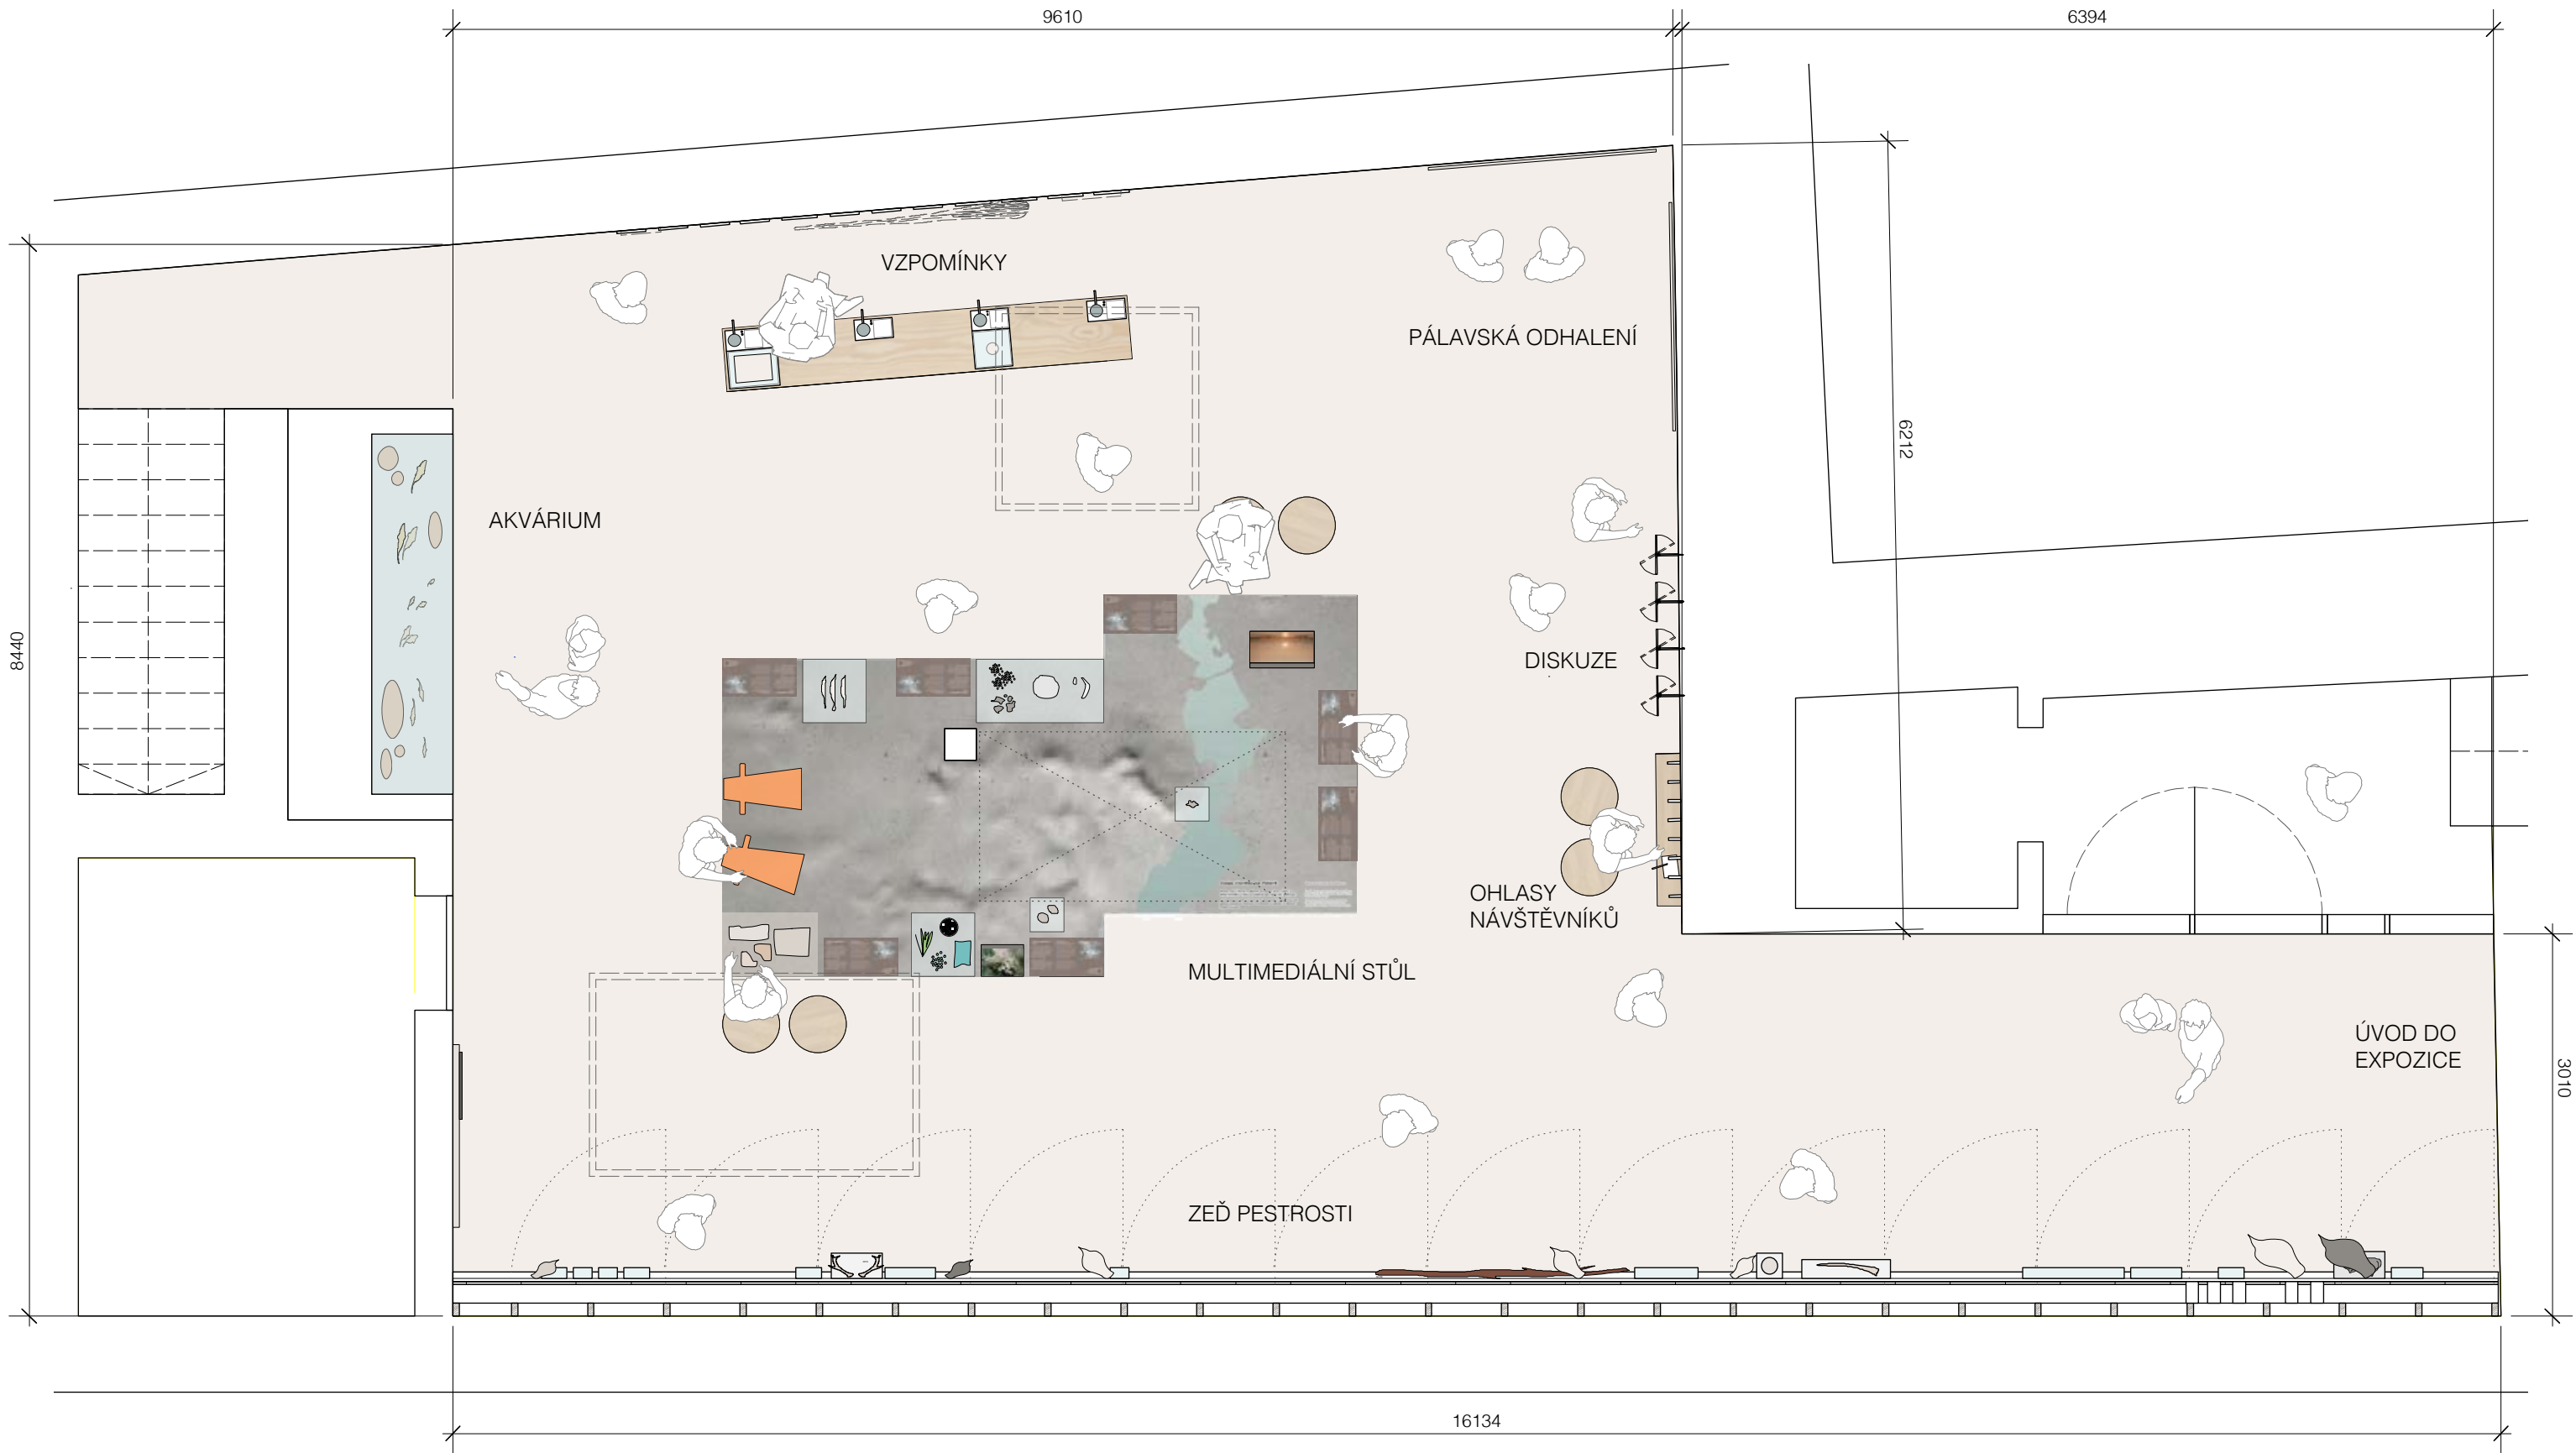 9610
6394
VZPOMÍNKY
PÁLAVSKÁ ODHALENÍ
6212
AKVÁRIUM
8440
DISKUZE
OHLASY
NÁVŠTĚVNÍKŮ
MULTIMEDIÁLNÍ STŮL
ÚVOD DO
EXPOZICE
3010
ZEĎ PESTROSTI
16134